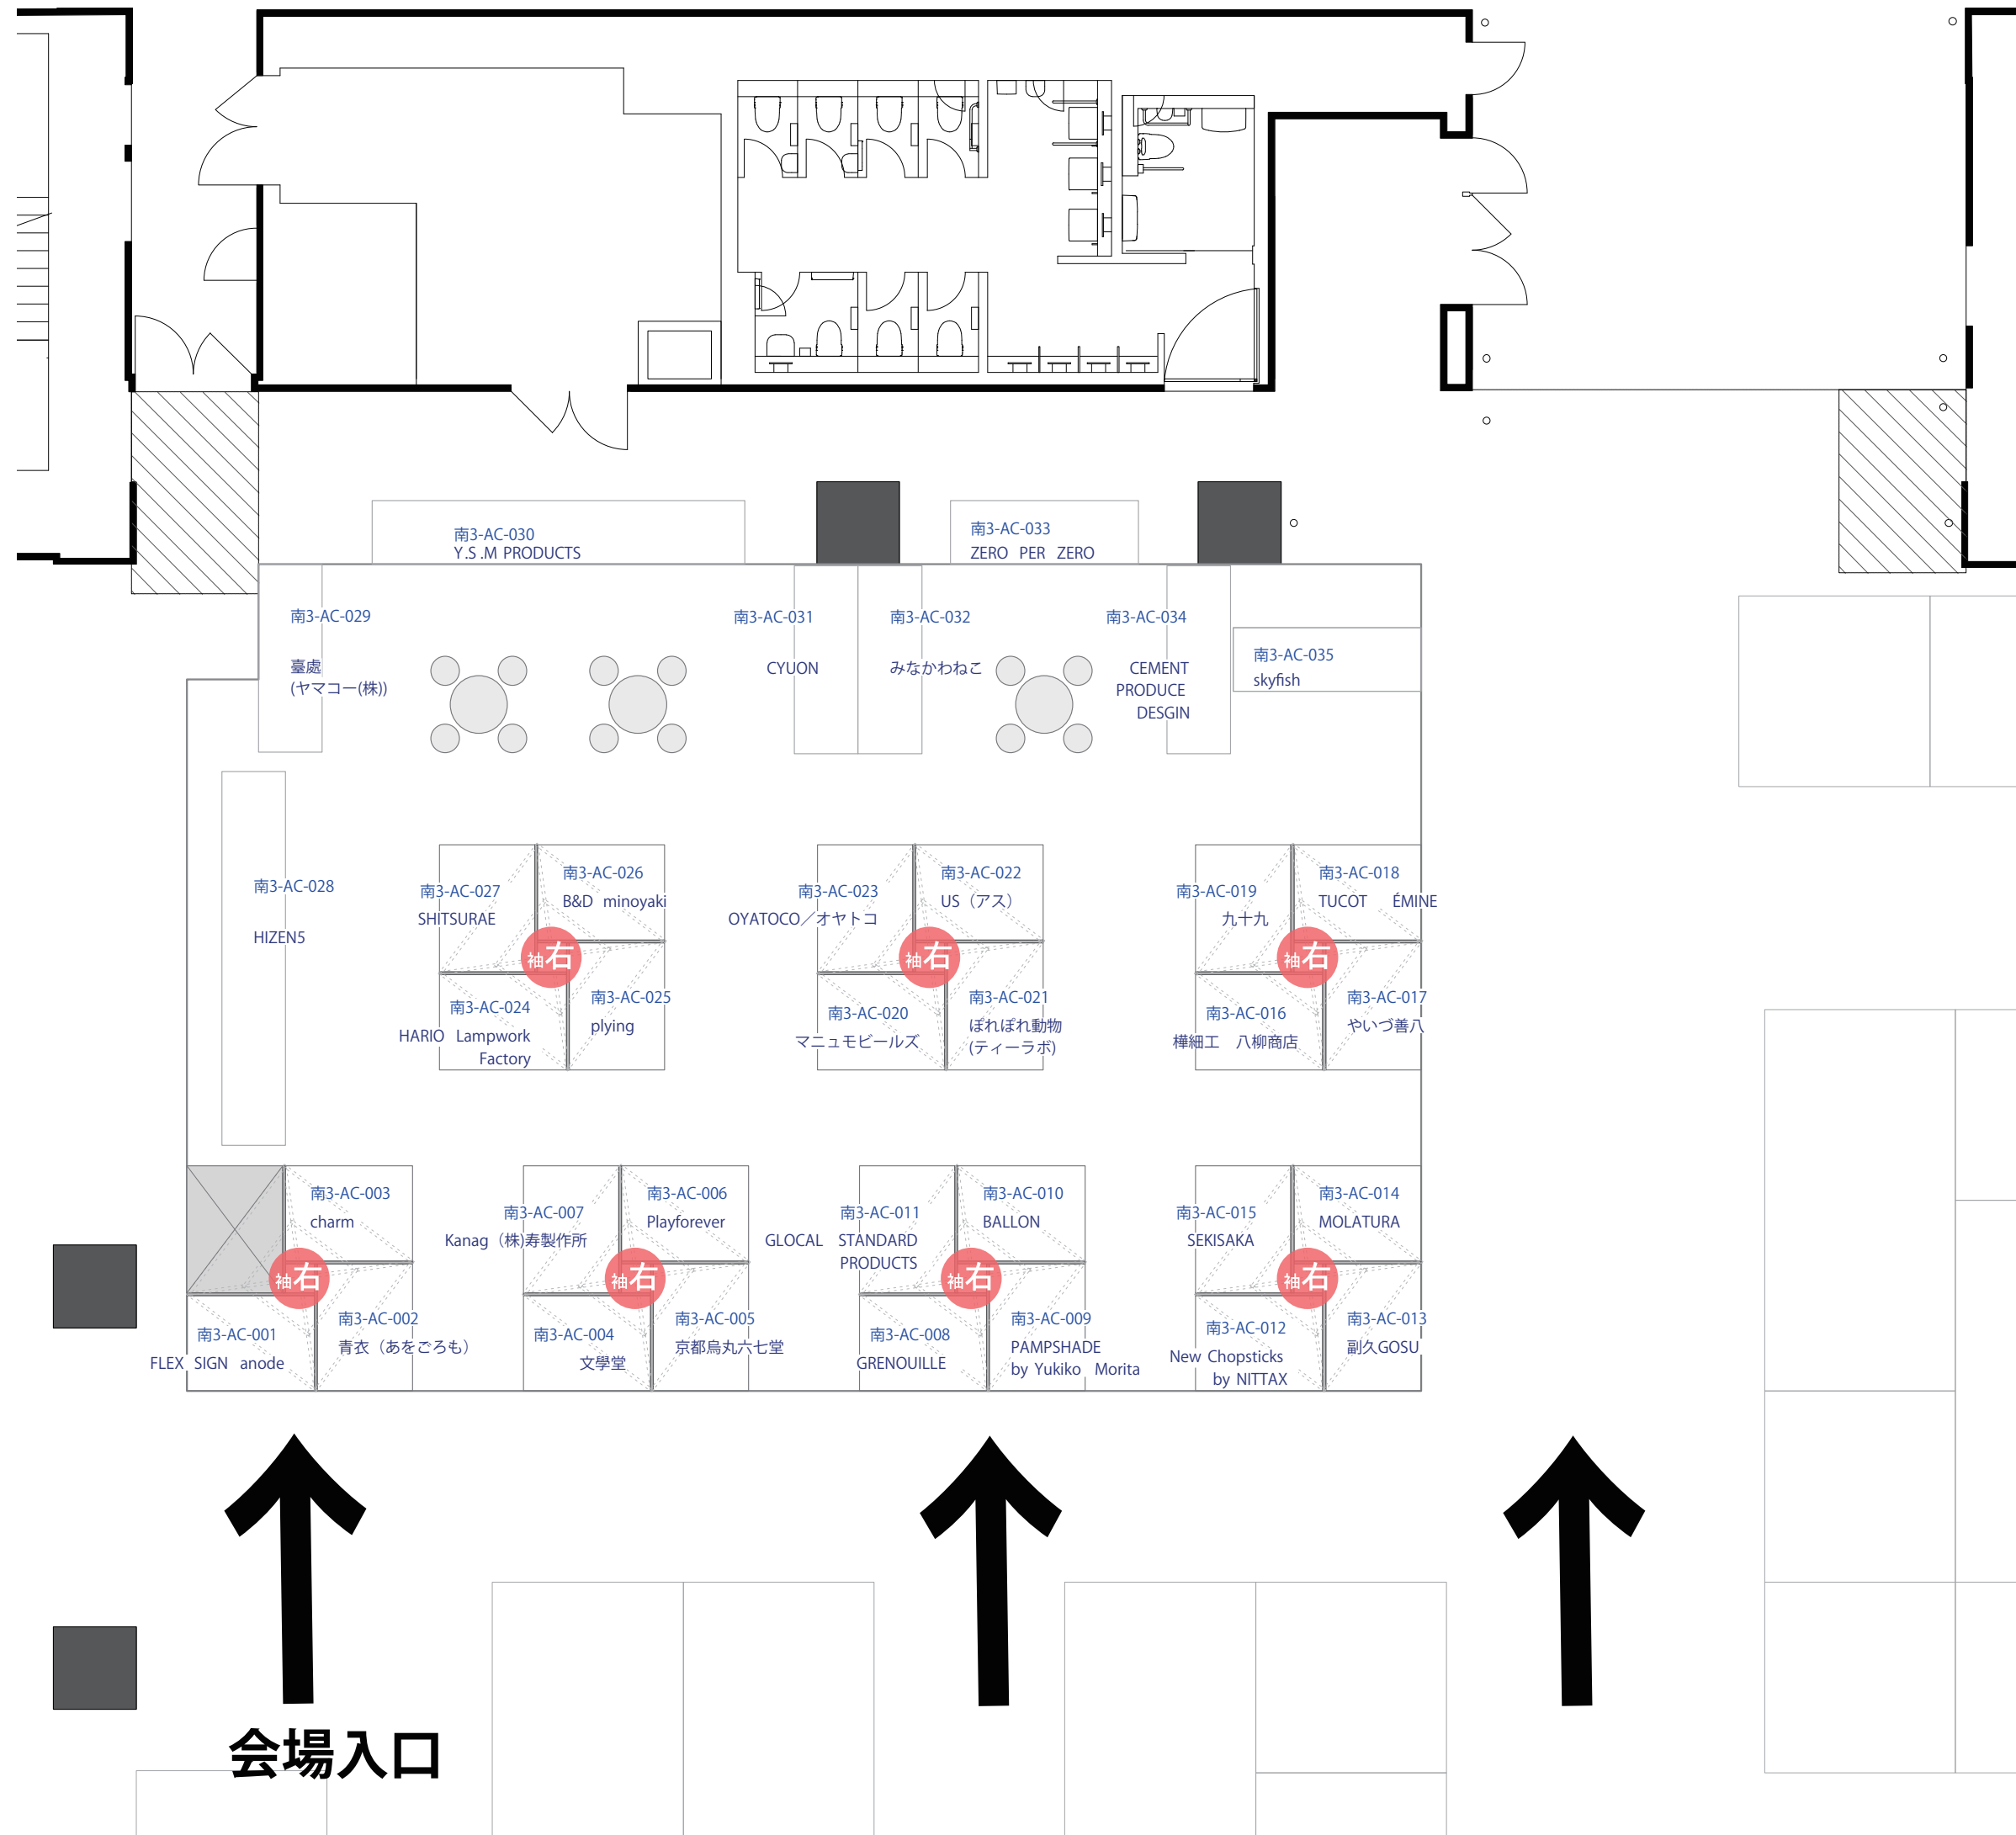 南3-AC-030
Y.S.M PRODUCTS
南3-AC-033
ZERO PER ZERO
南3-AC-029
臺處
(ヤマコー(株))
南3-AC-031
CYUON
南3-AC-032
みなかわねこ
南3-AC-034
CEMENT
PRODUCE
DESGIN
南3-AC-035
skyfish
南3-AC-028
HIZEN5
南3-AC-027
SHITSURAE
南3-AC-026
B&D minoyaki
袖右
南3-AC-024
HARIO Lampwork
Factory
南3-AC-025
plying
南3-AC-023
OYATOCO／オヤトコ
南3-AC-022
US（アス）
袖右
南3-AC-020
マニュモビールズ
南3-AC-021
ぽれぽれ動物
(ティーラボ)
南3-AC-019
九十九
南3-AC-018
TUCOT ÉMINE
袖右
南3-AC-016
樺細工 八柳商店
南3-AC-017
やいづ善八
南3-AC-003
charm
袖右
南3-AC-001
FLEX SIGN anode
南3-AC-002
青衣（あをごろも）
南3-AC-007
Kanag（株)寿製作所
南3-AC-006
Playforever
袖右
南3-AC-004
文學堂
南3-AC-005
京都烏丸六七堂
南3-AC-011
GLOCAL STANDARD
PRODUCTS
南3-AC-010
BALLON
袖右
南3-AC-008
GRENOUILLE
南3-AC-009
PAMPSHADE
by Yukiko Morita
南3-AC-015
SEKISAKA
南3-AC-014
MOLATURA
袖右
南3-AC-012
New Chopsticks
by NITTAX
南3-AC-013
副久GOSU
会場入口